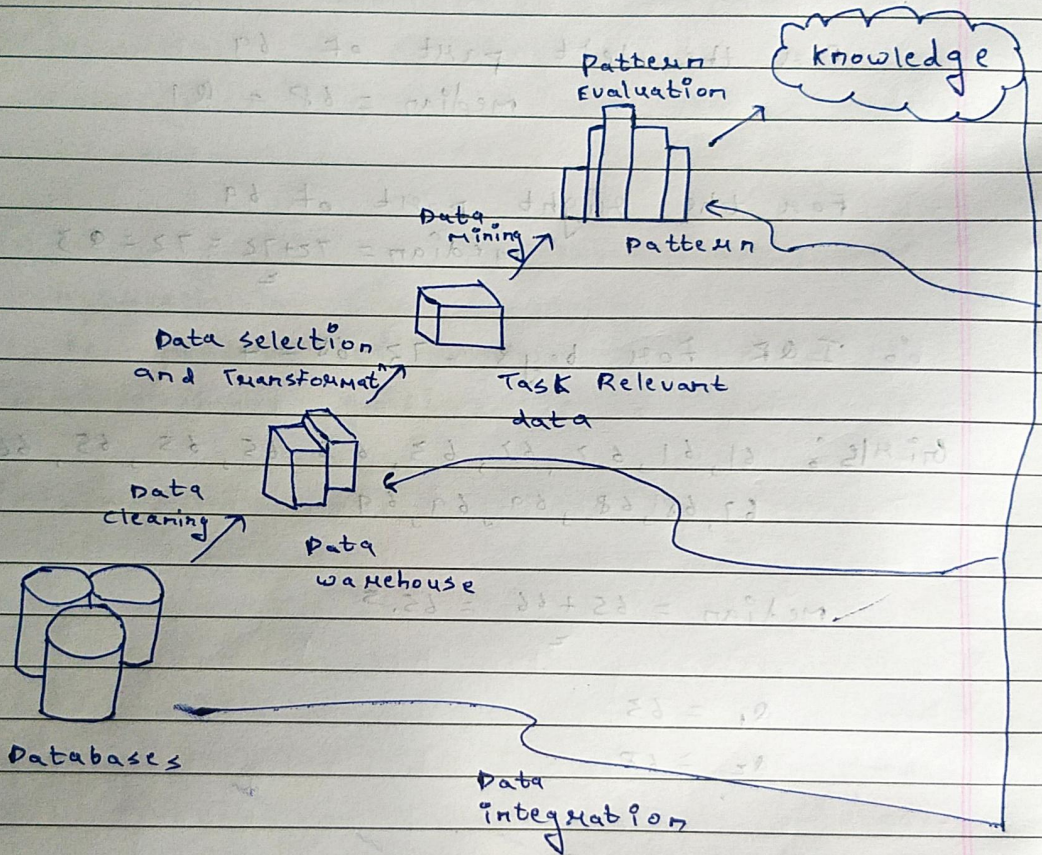 Knowledge
Pattern
Evaluation
Data
Mining
Pattern
Data selection
and Transformatⁿ
Task Relevant
data
Data
cleaning
Data
warehouse
Databases
Data
integration